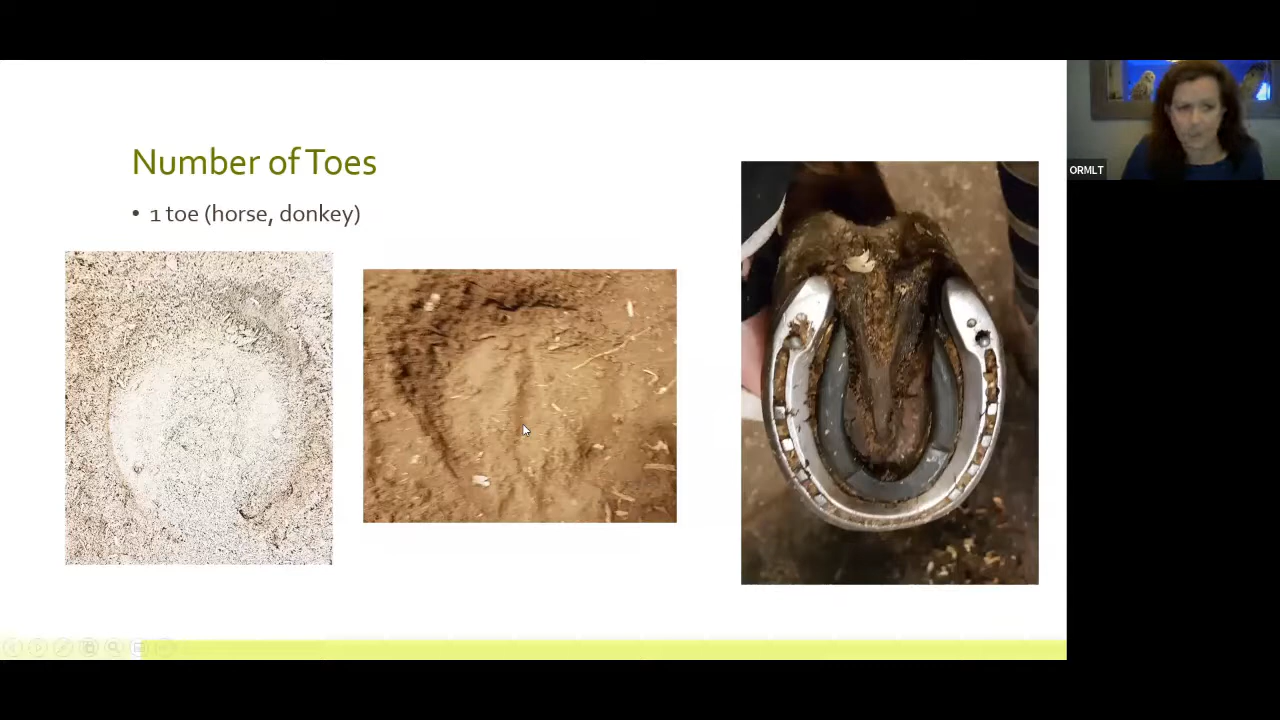 Number of Toes
• 1 toe (horse, donkey)
ORMLT